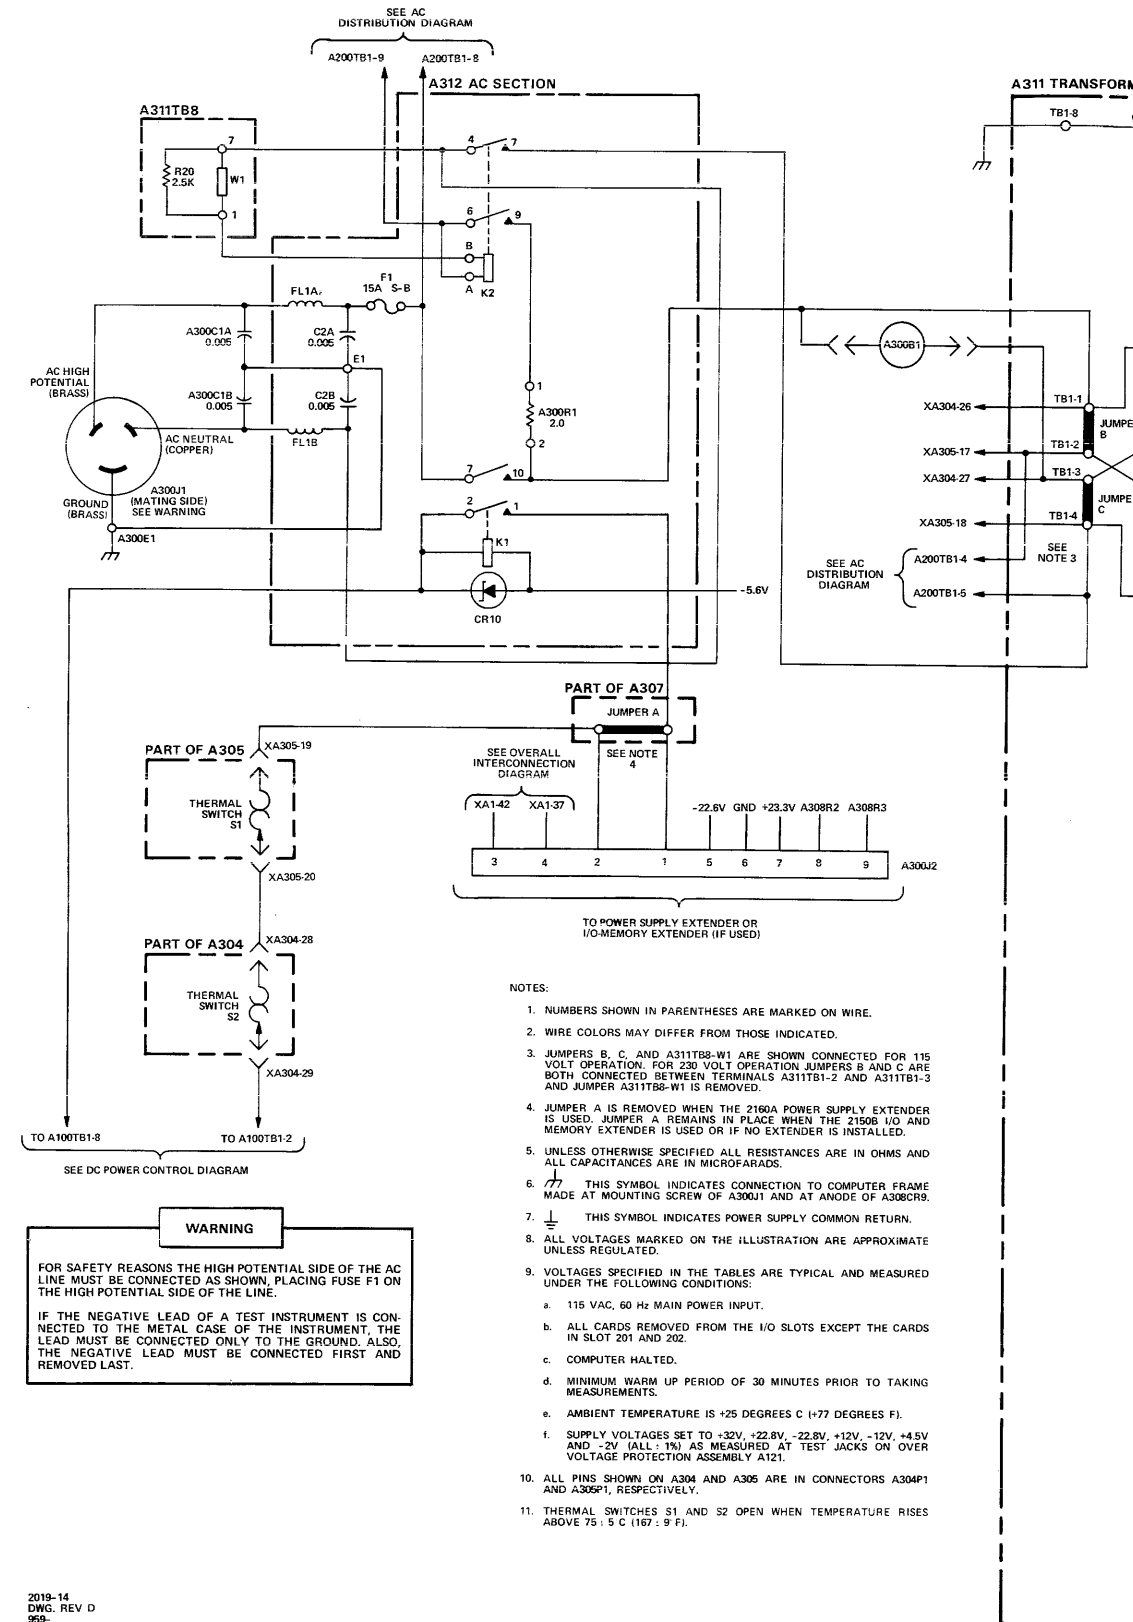 SEE AC
DISTRIBUTION DIAGRAM
A200TB1-9
A200TB1-8
A312 AC SECTION
A311 TRANSFORM
A311TB8
TB1-8
7
4
7
R20
2.5K
W1
1
6
9
B
A
K2
F1
15A S-B
FL1A
A300C1A
0.005
C2A
0.005
E1
A300B1
AC HIGH
POTENTIAL
(BRASS)
A300C1B
0.005
C2B
0.005
1
A300R1
2.0
2
XA304-26
TB1-1
JUMPE
B
AC NEUTRAL
(COPPER)
FL1B
XA305-17
TB1-2
7
10
XA304-27
TB1-3
A300J1
(MATING SIDE)
SEE WARNING
GROUND
(BRASS)
2
1
JUMPE
C
XA305-18
TB1-4
A300E1
K1
SEE
NOTE 3
SEE AC
DISTRIBUTION
DIAGRAM
A200TB1-4
A200TB1-5
-5.6V
CR10
PART OF A307
JUMPER A
SEE NOTE
4
PART OF A305
XA305-19
SEE OVERALL
INTERCONNECTION
DIAGRAM
XA1-42
XA1-37
-22.6V GND +23.3V A308R2 A308R3
THERMAL
SWITCH
S1
3 4 2 1 5 6 7 8 9
A300J2
XA305-20
TO POWER SUPPLY EXTENDER OR
I/O-MEMORY EXTENDER (IF USED)
PART OF A304
XA304-28
THERMAL
SWITCH
S2
XA304-29
TO A100TB1-8
TO A100TB1-2
SEE DC POWER CONTROL DIAGRAM
WARNING
FOR SAFETY REASONS THE HIGH POTENTIAL SIDE OF THE AC
LINE MUST BE CONNECTED AS SHOWN, PLACING FUSE F1 ON
THE HIGH POTENTIAL SIDE OF THE LINE.
IF THE NEGATIVE LEAD OF A TEST INSTRUMENT IS CON-
NECTED TO THE METAL CASE OF THE INSTRUMENT, THE
LEAD MUST BE CONNECTED ONLY TO THE GROUND. ALSO,
THE NEGATIVE LEAD MUST BE CONNECTED FIRST AND
REMOVED LAST.
NOTES:
1. NUMBERS SHOWN IN PARENTHESES ARE MARKED ON WIRE.
2. WIRE COLORS MAY DIFFER FROM THOSE INDICATED.
3. JUMPERS B, C, AND A311TB8-W1 ARE SHOWN CONNECTED FOR 115
VOLT OPERATION. FOR 230 VOLT OPERATION JUMPERS B AND C ARE
BOTH CONNECTED BETWEEN TERMINALS A311TB1-2 AND A311TB1-3
AND JUMPER A311TB8-W1 IS REMOVED.
4. JUMPER A IS REMOVED WHEN THE 2160A POWER SUPPLY EXTENDER
IS USED. JUMPER A REMAINS IN PLACE WHEN THE 2150B I/O AND
MEMORY EXTENDER IS USED OR IF NO EXTENDER IS INSTALLED.
5. UNLESS OTHERWISE SPECIFIED ALL RESISTANCES ARE IN OHMS AND
ALL CAPACITANCES ARE IN MICROFARADS.
6. THIS SYMBOL INDICATES CONNECTION TO COMPUTER FRAME
MADE AT MOUNTING SCREW OF A300J1 AND AT ANODE OF A308CR9.
7. THIS SYMBOL INDICATES POWER SUPPLY COMMON RETURN.
8. ALL VOLTAGES MARKED ON THE ILLUSTRATION ARE APPROXIMATE
UNLESS REGULATED.
9. VOLTAGES SPECIFIED IN THE TABLES ARE TYPICAL AND MEASURED
UNDER THE FOLLOWING CONDITIONS:
a. 115 VAC, 60 Hz MAIN POWER INPUT.
b. ALL CARDS REMOVED FROM THE I/O SLOTS EXCEPT THE CARDS
IN SLOT 201 AND 202.
c. COMPUTER HALTED.
d. MINIMUM WARM UP PERIOD OF 30 MINUTES PRIOR TO TAKING
MEASUREMENTS.
e. AMBIENT TEMPERATURE IS +25 DEGREES C (+77 DEGREES F).
f. SUPPLY VOLTAGES SET TO +32V, +22.8V, -22.8V, +12V, -12V, +4.5V
AND -2V (ALL : 1%) AS MEASURED AT TEST JACKS ON OVER
VOLTAGE PROTECTION ASSEMBLY A121.
10. ALL PINS SHOWN ON A304 AND A305 ARE IN CONNECTORS A304P1
AND A305P1, RESPECTIVELY.
11. THERMAL SWITCHES S1 AND S2 OPEN WHEN TEMPERATURE RISES
ABOVE 75 : 5 C (167 : 9° F).
2019-14
DWG. REV D
959-